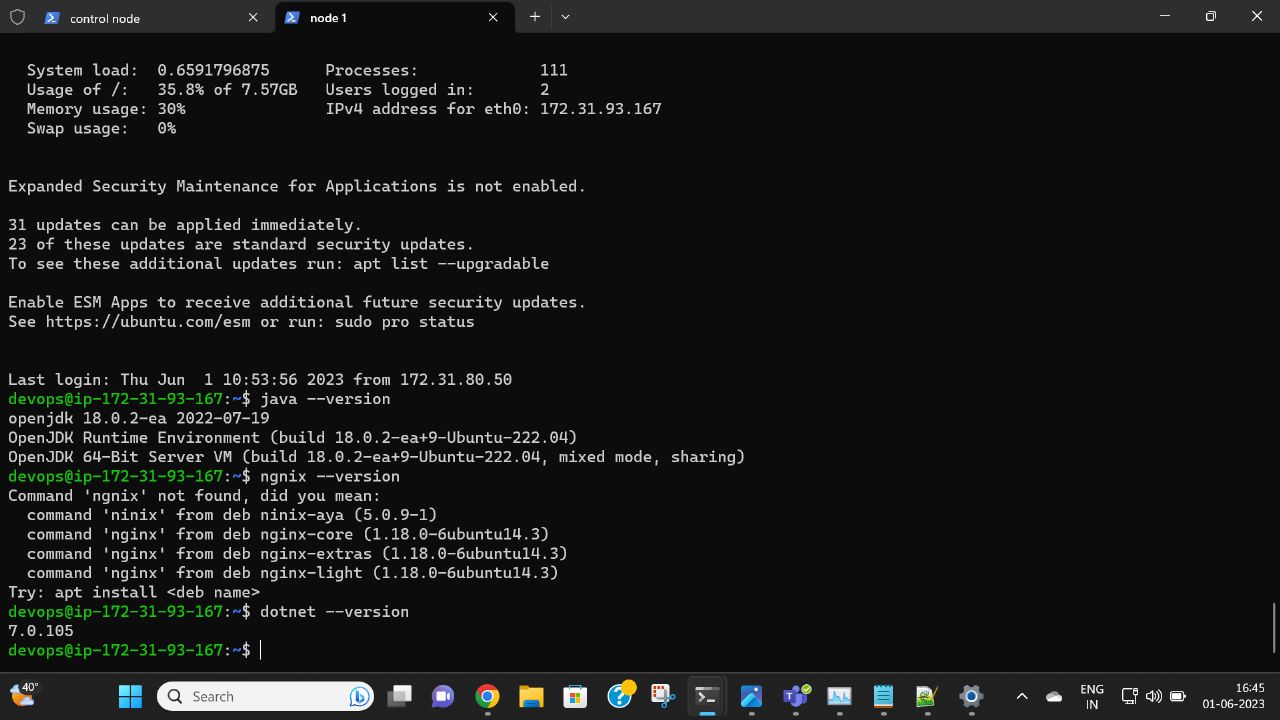 control node
node 1
System load: 0.6591796875 Processes: 111
Usage of /: 35.8% of 7.57GB Users logged in: 2
Memory usage: 30% IPv4 address for eth0: 172.31.93.167
Swap usage: 0%
Expanded Security Maintenance for Applications is not enabled.
31 updates can be applied immediately.
23 of these updates are standard security updates.
To see these additional updates run: apt list --upgradable
Enable ESM Apps to receive additional future security updates.
See https://ubuntu.com/esm or run: sudo pro status
Last login: Thu Jun 1 10:53:56 2023 from 172.31.80.50
devops@ip-172-31-93-167:~$ java --version
openjdk 18.0.2-ea 2022-07-19
OpenJDK Runtime Environment (build 18.0.2-ea+9-Ubuntu-222.04)
OpenJDK 64-Bit Server VM (build 18.0.2-ea+9-Ubuntu-222.04, mixed mode, sharing)
devops@ip-172-31-93-167:~$ ngnix --version
Command 'ngnix' not found, did you mean:
command 'ninix' from deb ninix-aya (5.0.9-1)
command 'nginx' from deb nginx-core (1.18.0-6ubuntu14.3)
command 'nginx' from deb nginx-extras (1.18.0-6ubuntu14.3)
command 'nginx' from deb nginx-light (1.18.0-6ubuntu14.3)
Try: apt install <deb name>
devops@ip-172-31-93-167:~$ dotnet --version
7.0.105
devops@ip-172-31-93-167:~$
40°
Search
ENG
IN
16:45
01-06-2023